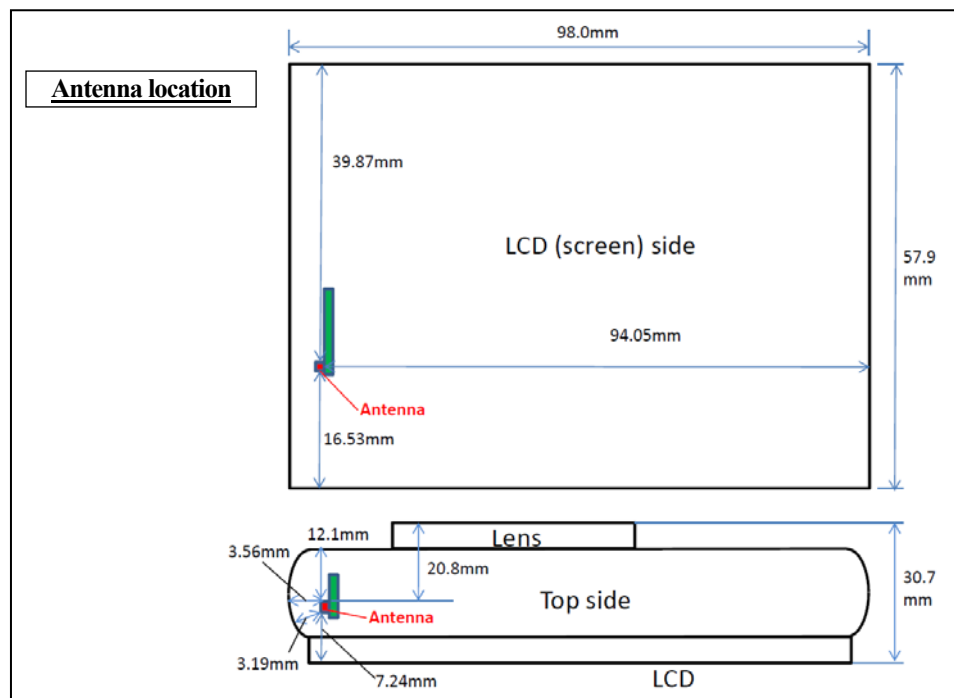 98.0mm
Antenna location
39.87mm
LCD (screen) side
57.9
mm
94.05mm
Antenna
16.53mm
12.1mm
Lens
3.56mm
20.8mm
30.7
mm
Top side
Antenna
3.19mm
7.24mm
LCD